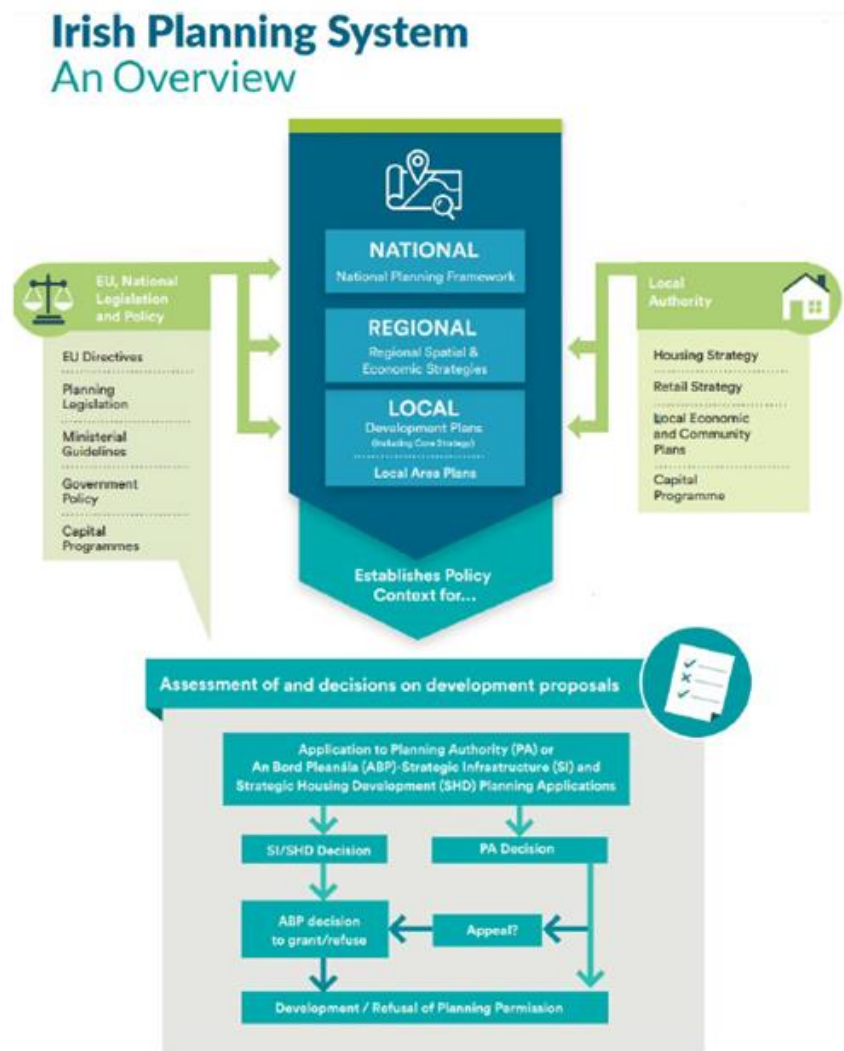 Irish Planning System
An Overview
NATIONAL
National Planning Framework
REGIONAL
Regional Spatial &
Economic Strategies
LOCAL
Development Plans
(Including Core Strategy)
Local Area Plans
EU, National
Legislation
and Policy
EU Directives
Planning
Legislation
Ministerial
Guidelines
Government
Policy
Capital
Programmes
Local
Authority
Housing Strategy
Retail Strategy
Local Economic
and Community
Plans
Capital
Programme
Establishes Policy
Context for...
Assessment of and decisions on development proposals
Application to Planning Authority (PA) or
An Bord Pleanála (ABP)-Strategic Infrastructure (SI) and
Strategic Housing Development (SHD) Planning Applications
SI/SHD Decision
PA Decision
ABP decision
to grant/refuse
Appeal?
Development / Refusal of Planning Permission